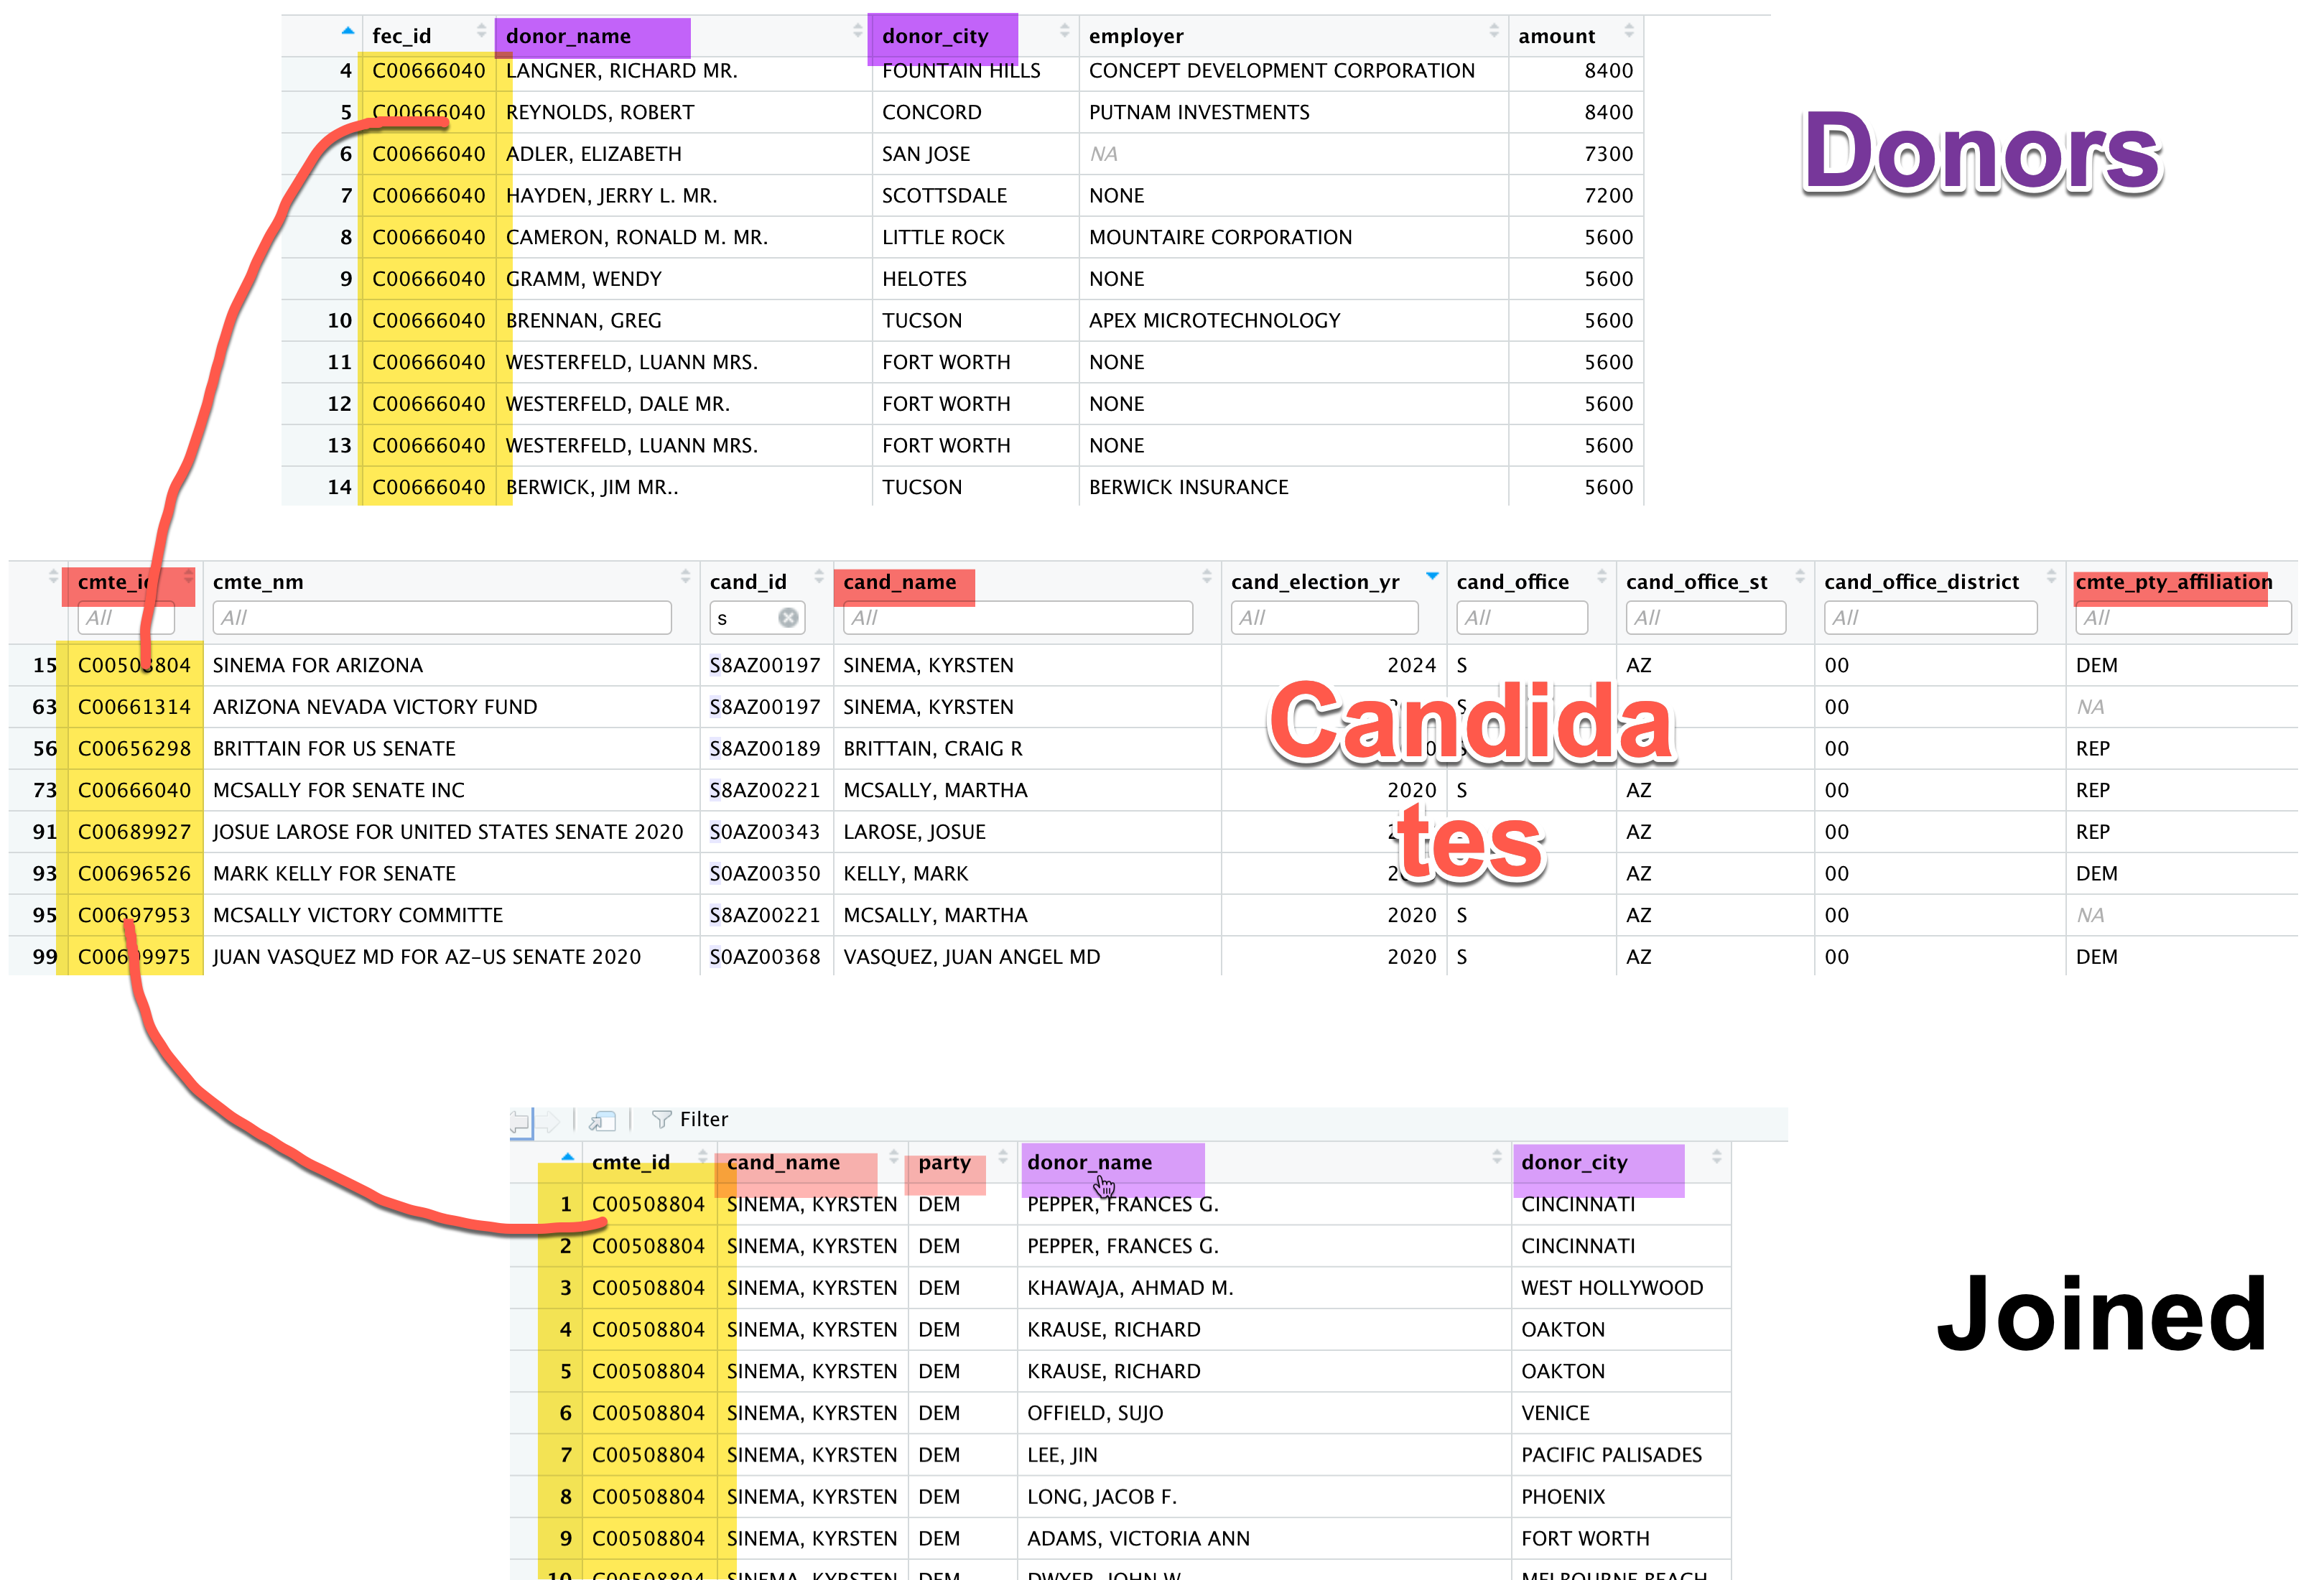 fec_id donor_name donor_city employer amount
4 C00666040 LANGNER, RICHARD MR. FOUNTAIN HILLS CONCEPT DEVELOPMENT CORPORATION 8400
5 C00666040 REYNOLDS, ROBERT CONCORD PUTNAM INVESTMENTS 8400
6 C00666040 ADLER, ELIZABETH SAN JOSE NA 7300
7 C00666040 HAYDEN, JERRY L. MR. SCOTTSDALE NONE 7200
8 C00666040 CAMERON, RONALD M. MR. LITTLE ROCK MOUNTAIRE CORPORATION 5600
9 C00666040 GRAMM, WENDY HELOTES NONE 5600
10 C00666040 BRENNAN, GREG TUCSON APEX MICROTECHNOLOGY 5600
11 C00666040 WESTERFELD, LUANN MRS. FORT WORTH NONE 5600
12 C00666040 WESTERFELD, DALE MR. FORT WORTH NONE 5600
13 C00666040 WESTERFELD, LUANN MRS. FORT WORTH NONE 5600
14 C00666040 BERWICK, JIM MR.. TUCSON BERWICK INSURANCE 5600
Donors
cmte_id cmte_nm cand_id cand_name cand_election_yr cand_office cand_office_st cand_office_district cmte_pty_affiliation
All All s All All All All All All
15 C00508804 SINEMA FOR ARIZONA S8AZ00197 SINEMA, KYRSTEN 2024 S AZ 00 DEM
63 C00661314 ARIZONA NEVADA VICTORY FUND S8AZ00197 SINEMA, KYRSTEN S 00 NA
56 C00656298 BRITTAIN FOR US SENATE S8AZ00189 BRITTAIN, CRAIG R 00 REP
73 C00666040 MCSALLY FOR SENATE INC S8AZ00221 MCSALLY, MARTHA 2020 S AZ 00 REP
91 C00689927 JOSUE LAROSE FOR UNITED STATES SENATE 2020 S0AZ00343 LAROSE, JOSUE AZ 00 REP
93 C00696526 MARK KELLY FOR SENATE S0AZ00350 KELLY, MARK AZ 00 DEM
95 C00697953 MCSALLY VICTORY COMMITTE S8AZ00221 MCSALLY, MARTHA 2020 S AZ 00 NA
99 C00699975 JUAN VASQUEZ MD FOR AZ-US SENATE 2020 S0AZ00368 VASQUEZ, JUAN ANGEL MD 2020 S AZ 00 DEM
Candida
tes
Filter
cmte_id cand_name party donor_name donor_city
1 C00508804 SINEMA, KYRSTEN DEM PEPPER, FRANCES G. CINCINNATI
2 C00508804 SINEMA, KYRSTEN DEM PEPPER, FRANCES G. CINCINNATI
3 C00508804 SINEMA, KYRSTEN DEM KHAWAJA, AHMAD M. WEST HOLLYWOOD
4 C00508804 SINEMA, KYRSTEN DEM KRAUSE, RICHARD OAKTON
5 C00508804 SINEMA, KYRSTEN DEM KRAUSE, RICHARD OAKTON
6 C00508804 SINEMA, KYRSTEN DEM OFFIELD, SUJO VENICE
7 C00508804 SINEMA, KYRSTEN DEM LEE, JIN PACIFIC PALISADES
8 C00508804 SINEMA, KYRSTEN DEM LONG, JACOB F. PHOENIX
9 C00508804 SINEMA, KYRSTEN DEM ADAMS, VICTORIA ANN FORT WORTH
10 C00508804 SINEMA, KYRSTEN DEM DWYER, JOHN W. MELBOURNE BEACH
Joined